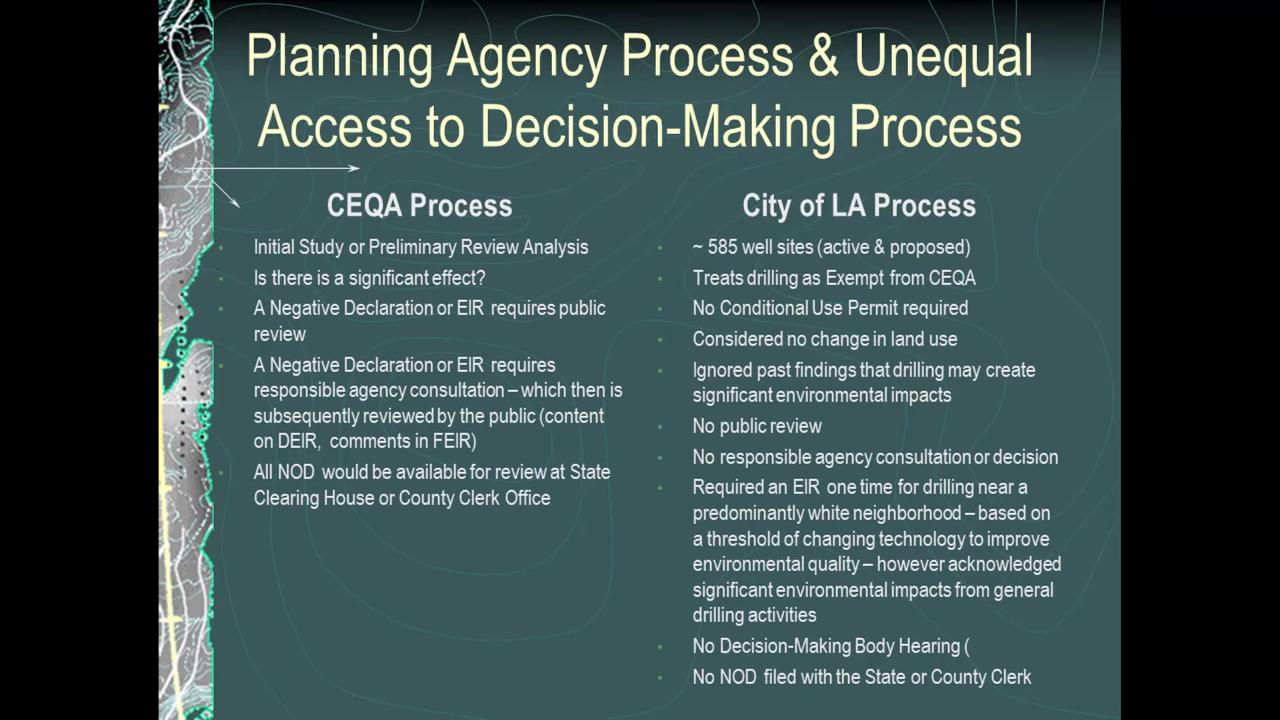 Planning Agency Process & Unequal
Access to Decision-Making Process
CEQA Process
Initial Study or Preliminary Review Analysis
Is there is a significant effect?
A Negative Declaration or EIR requires public
review
A Negative Declaration or EIR requires
responsible agency consultation – which then is
subsequently reviewed by the public (content
on DEIR, comments in FEIR)
All NOD would be available for review at State
Clearing House or County Clerk Office
City of LA Process
~ 585 well sites (active & proposed)
Treats drilling as Exempt from CEQA
No Conditional Use Permit required
Considered no change in land use
Ignored past findings that drilling may create
significant environmental impacts
No public review
No responsible agency consultation or decision
Required an EIR one time for drilling near a
predominantly white neighborhood – based on
a threshold of changing technology to improve
environmental quality – however acknowledged
significant environmental impacts from general
drilling activities
No Decision-Making Body Hearing (
No NOD filed with the State or County Clerk